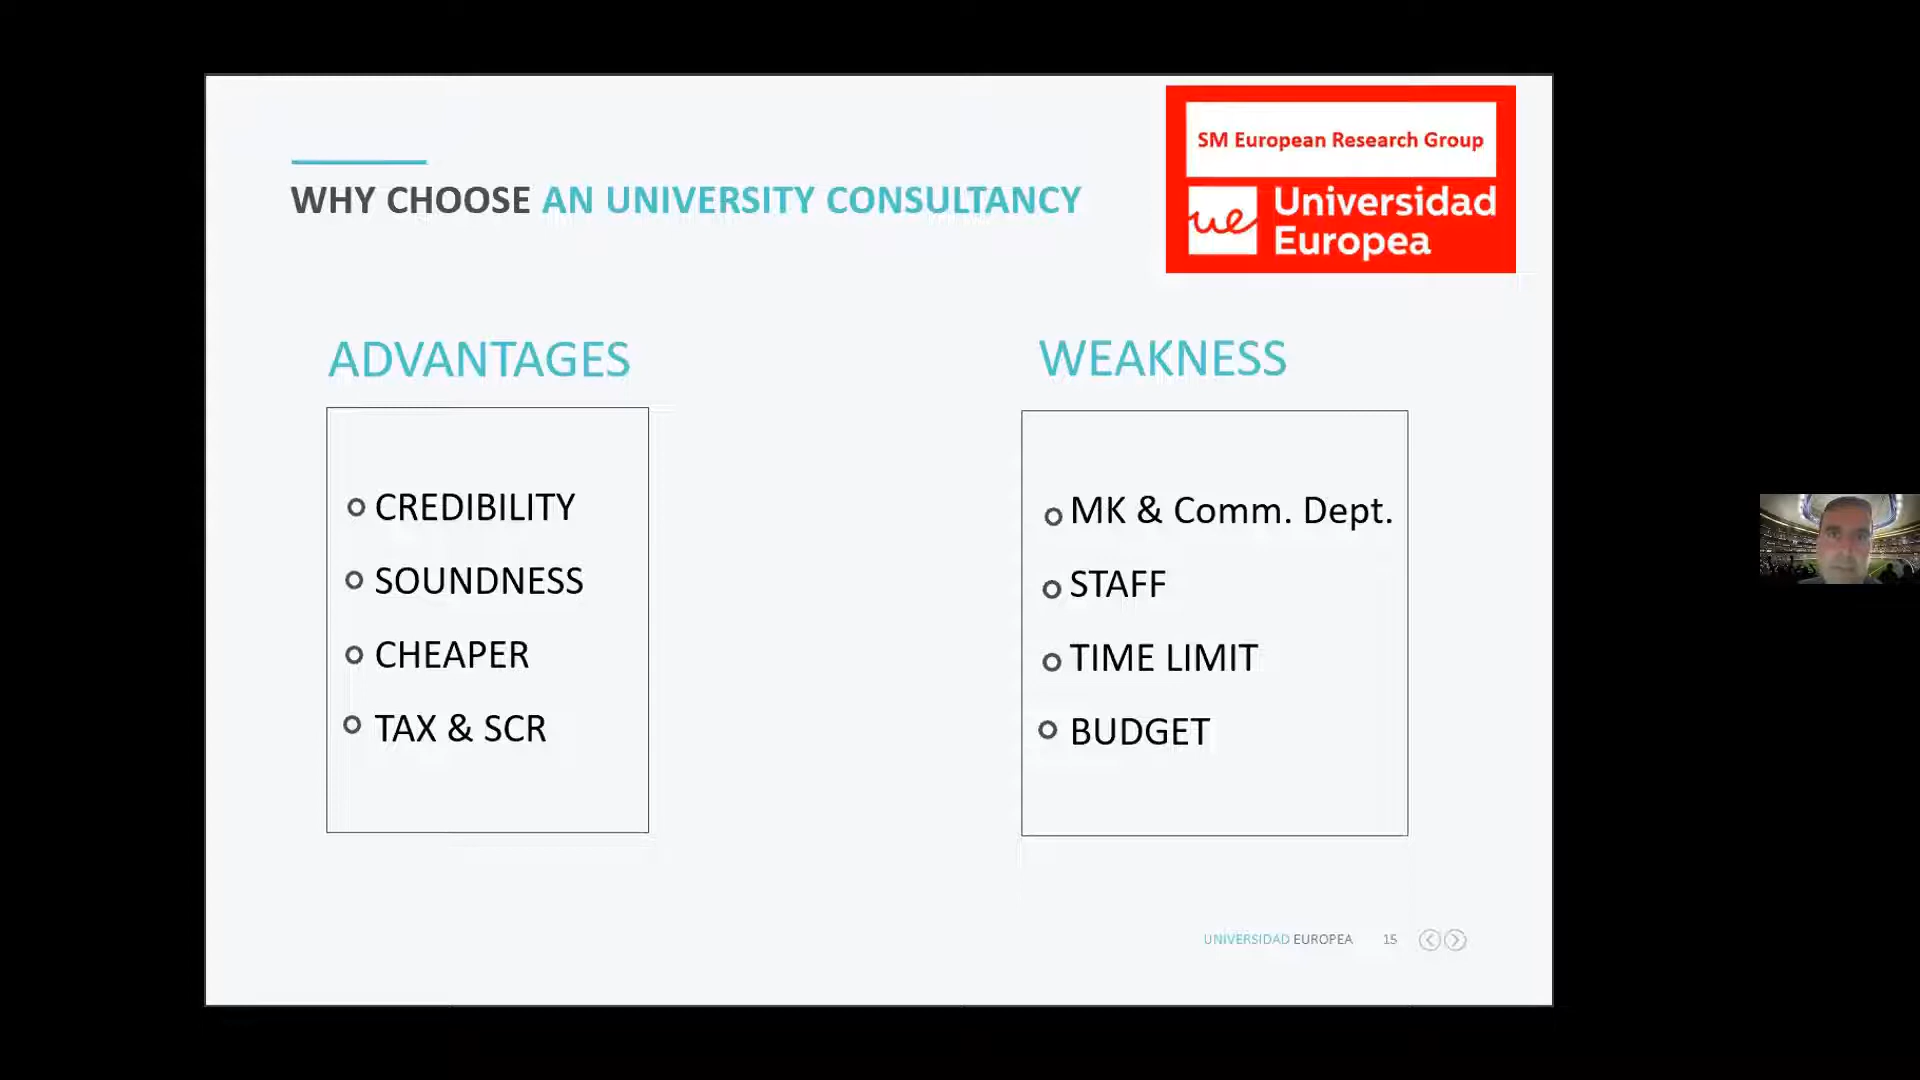 SM European Research Group
ue Universidad
Europea
WHY CHOOSE AN UNIVERSITY CONSULTANCY
ADVANTAGES
CREDIBILITY
SOUNDNESS
CHEAPER
TAX & SCR
WEAKNESS
MK & Comm. Dept.
STAFF
TIME LIMIT
BUDGET
UNIVERSIDAD EUROPEA 15